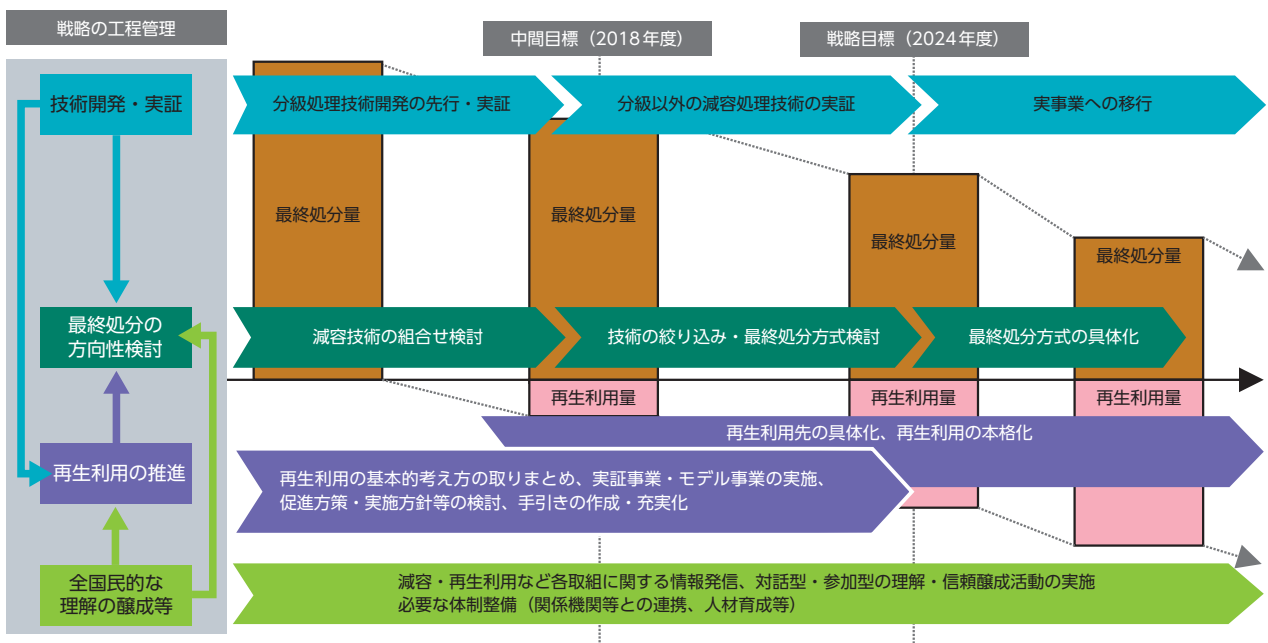 戦略の工程管理
中間目標（2018年度）
戦略目標（2024年度）
技術開発・実証
分級処理技術開発の先行・実証
分級以外の減容処理技術の実証
実事業への移行
最終処分量
最終処分量
最終処分量
最終処分量
最終処分の
方向性検討
減容技術の組合せ検討
技術の絞り込み・最終処分方式検討
最終処分方式の具体化
再生利用量
再生利用量
再生利用量
再生利用先の具体化、再生利用の本格化
再生利用の推進
再生利用の基本的考え方の取りまとめ、実証事業・モデル事業の実施、
促進方策・実施方針等の検討、手引きの作成・充実化
全国民的な
理解の醸成等
減容・再生利用など各取組に関する情報発信、対話型・参加型の理解・信頼醸成活動の実施
必要な体制整備（関係機関等との連携、人材育成等）